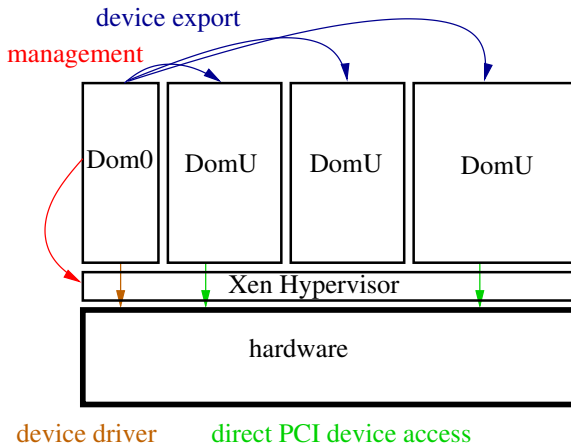 device export
management
Dom0
DomU
DomU
DomU
Xen Hypervisor
hardware
device driver
direct PCI device access